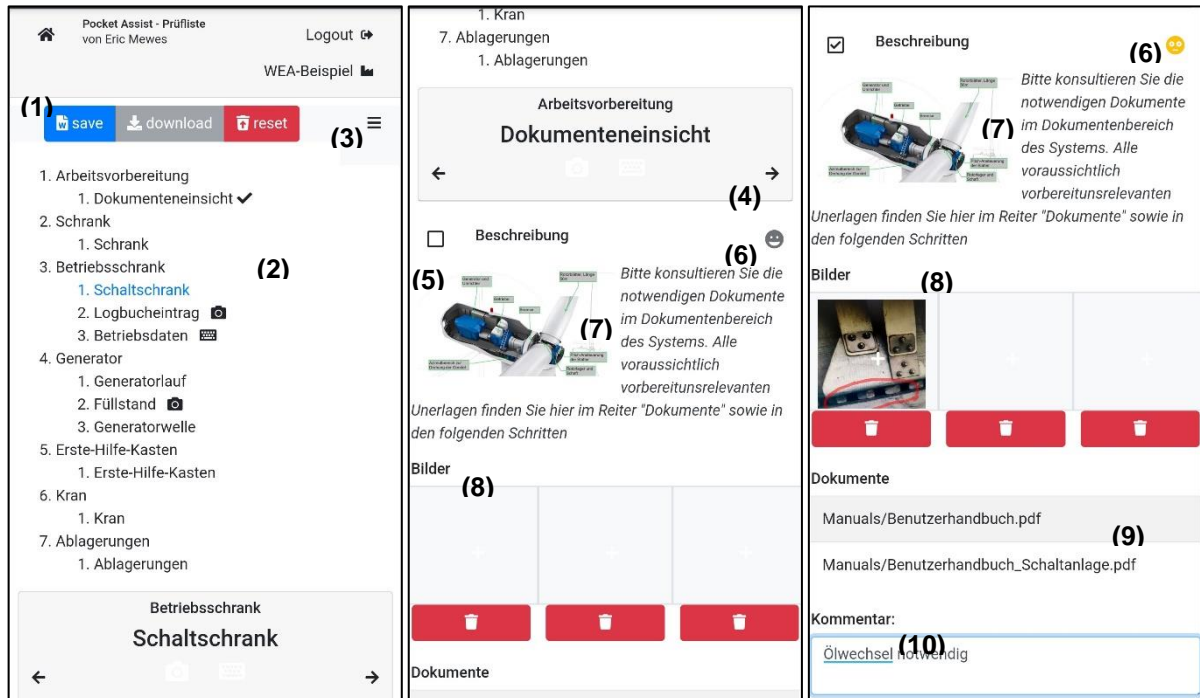 Pocket Assist - Prüfliste
von Eric Mewes
Logout
WEA-Beispiel
(1)
save
download
reset
(3)
1. Arbeitsvorbereitung
1. Dokumenteneinsicht
2. Schrank
1. Schrank
3. Betriebsschrank
(2)
1. Schaltschrank
2. Logbucheintrag
3. Betriebsdaten
4. Generator
1. Generatorlauf
2. Füllstand
3. Generatorwelle
5. Erste-Hilfe-Kasten
1. Erste-Hilfe-Kasten
6. Kran
1. Kran
7. Ablagerungen
1. Ablagerungen
Betriebsschrank
Schaltschrank
1. Kran
7. Ablagerungen
1. Ablagerungen
Arbeitsvorbereitung
Dokumenteneinsicht
(4)
Beschreibung
(6)
(5)
(7)
Bitte konsultieren Sie die
notwendigen Dokumente
im Dokumentenbereich
des Systems. Alle
voraussichtlich
vorbereitunsrelevanten
Unerlagen finden Sie hier im Reiter "Dokumente" sowie in
den folgenden Schritten
Bilder
(8)
Dokumente
Beschreibung
(6)
(7)
Bitte konsultieren Sie die
notwendigen Dokumente
im Dokumentenbereich
des Systems. Alle
voraussichtlich
vorbereitunsrelevanten
Unerlagen finden Sie hier im Reiter "Dokumente" sowie in
den folgenden Schritten
Bilder
(8)
Dokumente
Manuals/Benutzerhandbuch.pdf
(9)
Manuals/Benutzerhandbuch_Schaltanlage.pdf
Kommentar:
(10)
Ölwechsel notwendig